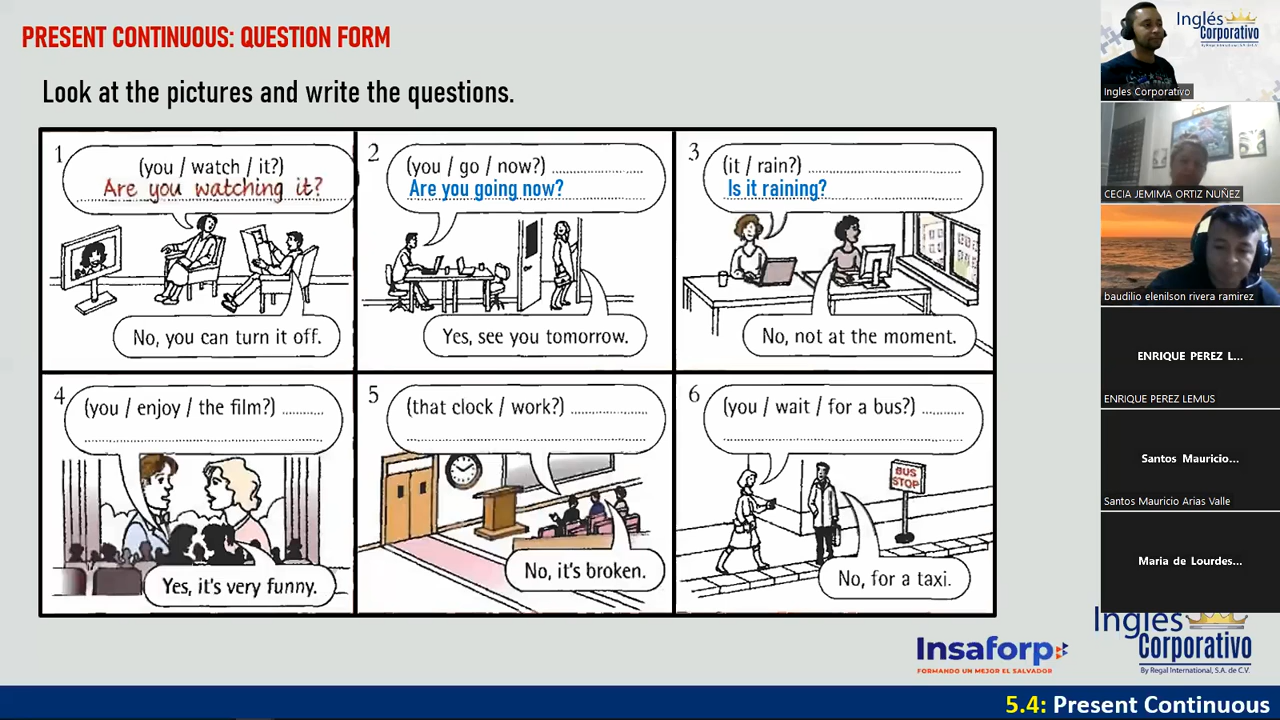 PRESENT CONTINUOUS: QUESTION FORM
Look at the pictures and write the questions.
1
(you / watch / it?)
Are you watching it?
No, you can turn it off.
2
(you / go / now?)
Are you going now?
Yes, see you tomorrow.
3
(it / rain?)
Is it raining?
No, not at the moment.
4
(you / enjoy / the film?)
Yes, it's very funny.
5
(that clock / work?)
No, it's broken.
6
(you / wait / for a bus?)
BUS
STOP
No, for a taxi.
Insaforp
FORMANDO UN MEJOR EL SALVADOR
Inglés
Corporativo
By Regal International, S.A. de C.V.
5.4: Present Continuous
Inglés
Corporativo
By Regal International, S.A. de C.V.
Ingles Corporativo
CECIA JEMIMA ORTIZ NUÑEZ
baudilio elenilson rivera ramirez
ENRIQUE PEREZ L...
ENRIQUE PEREZ LEMUS
Santos Mauricio...
Santos Mauricio Arias Valle
Maria de Lourdes...